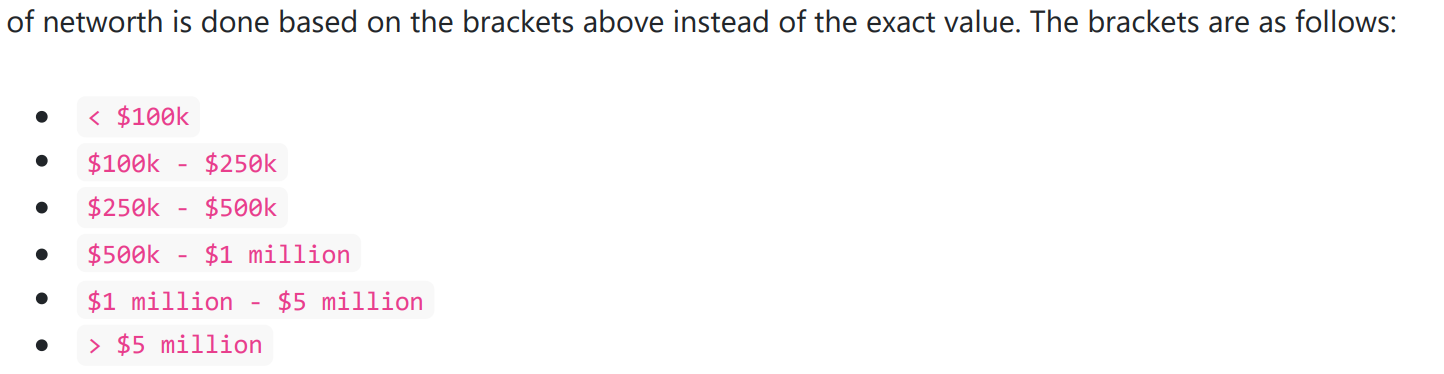 of networth is done based on the brackets above instead of the exact value. The brackets are as follows:
< $100k
$100k - $250k
$250k - $500k
$500k - $1 million
$1 million - $5 million
> $5 million